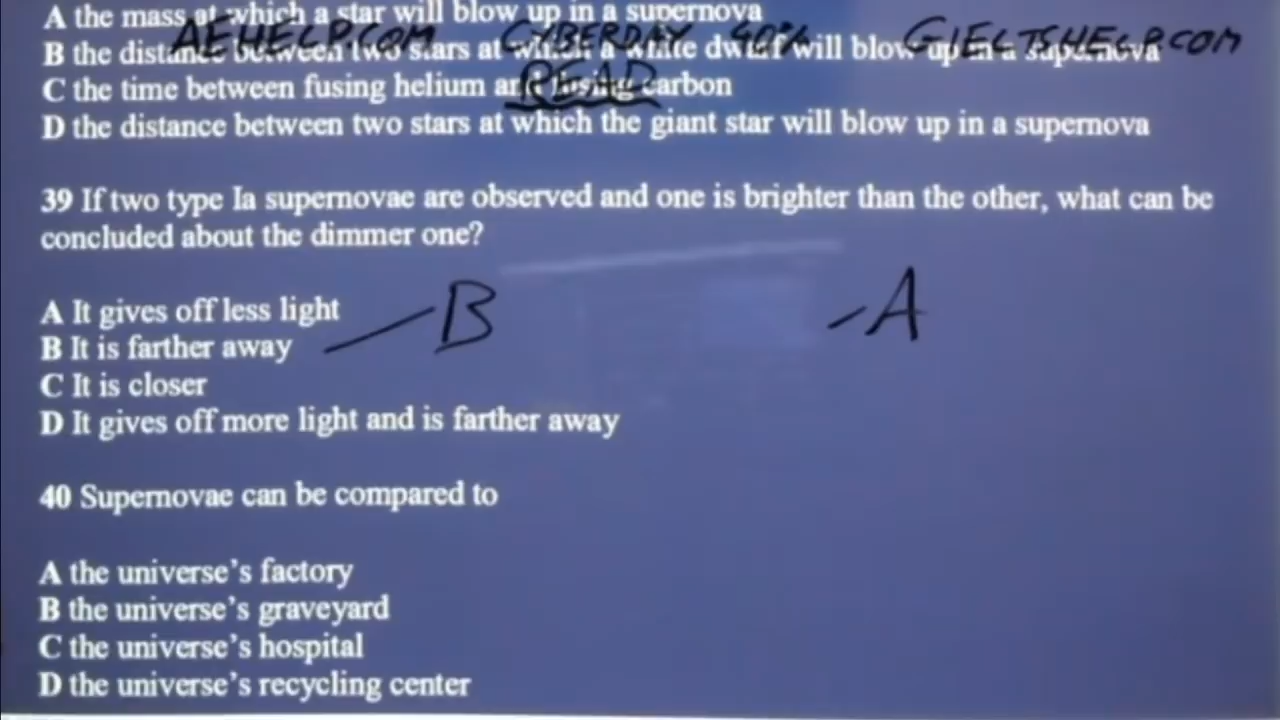 A the mass at which a star will blow up in a supernova
AEHELP.COM CYBERDAY 40% GIELTSHELP.COM
B the distance between two stars at which a white dwarf will blow up in a supernova
READ
C the time between fusing helium and fusing carbon
D the distance between two stars at which the giant star will blow up in a supernova
39 If two type Ia supernovae are observed and one is brighter than the other, what can be
concluded about the dimmer one?
A It gives off less light
B It is farther away
C It is closer
D It gives off more light and is farther away
B
A
40 Supernovae can be compared to
A the universe's factory
B the universe's graveyard
C the universe's hospital
D the universe's recycling center